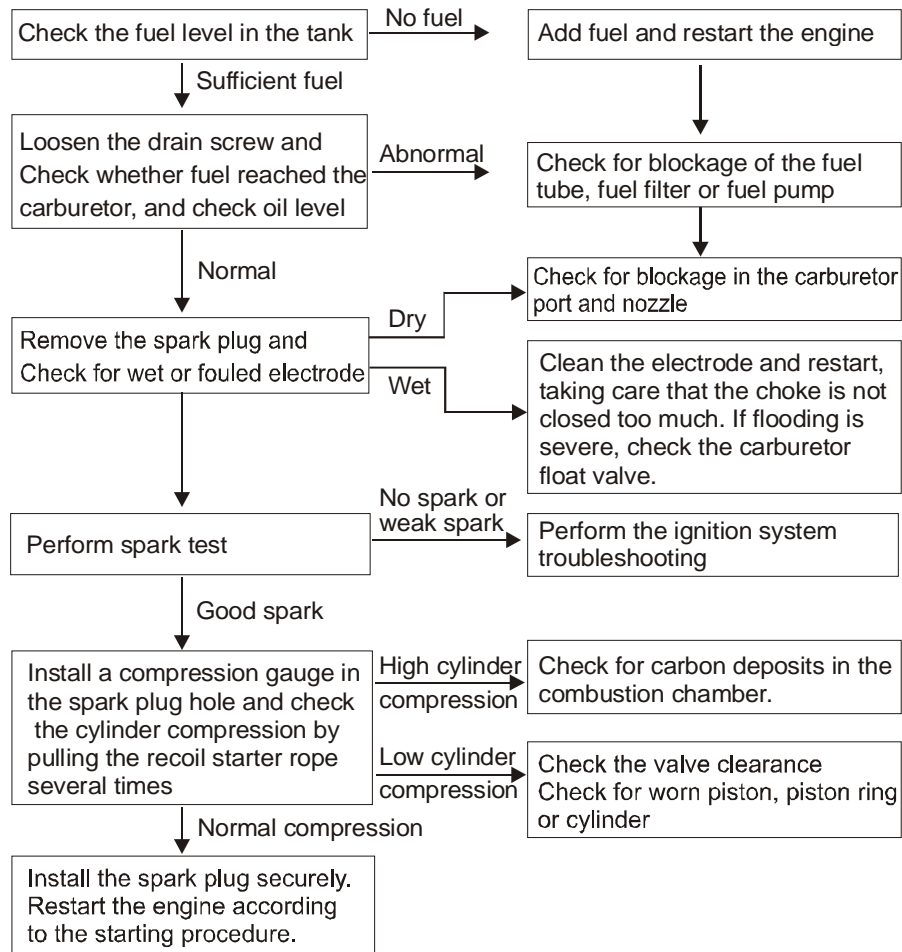 Check the fuel level in the tank
No fuel
Add fuel and restart the engine
Sufficient fuel
Loosen the drain screw and
Check whether fuel reached the
carburetor, and check oil level
Abnormal
Check for blockage of the fuel
tube, fuel filter or fuel pump
Normal
Check for blockage in the carburetor
port and nozzle
Remove the spark plug and
Check for wet or fouled electrode
Dry
Wet
Clean the electrode and restart,
taking care that the choke is not
closed too much. If flooding is
severe, check the carburetor
float valve.
Perform spark test
No spark or
weak spark
Perform the ignition system
troubleshooting
Good spark
Install a compression gauge in
the spark plug hole and check
the cylinder compression by
pulling the recoil starter rope
several times
High cylinder
compression
Check for carbon deposits in the
combustion chamber.
Low cylinder
compression
Check the valve clearance
Check for worn piston, piston ring
or cylinder
Normal compression
Install the spark plug securely.
Restart the engine according
to the starting procedure.